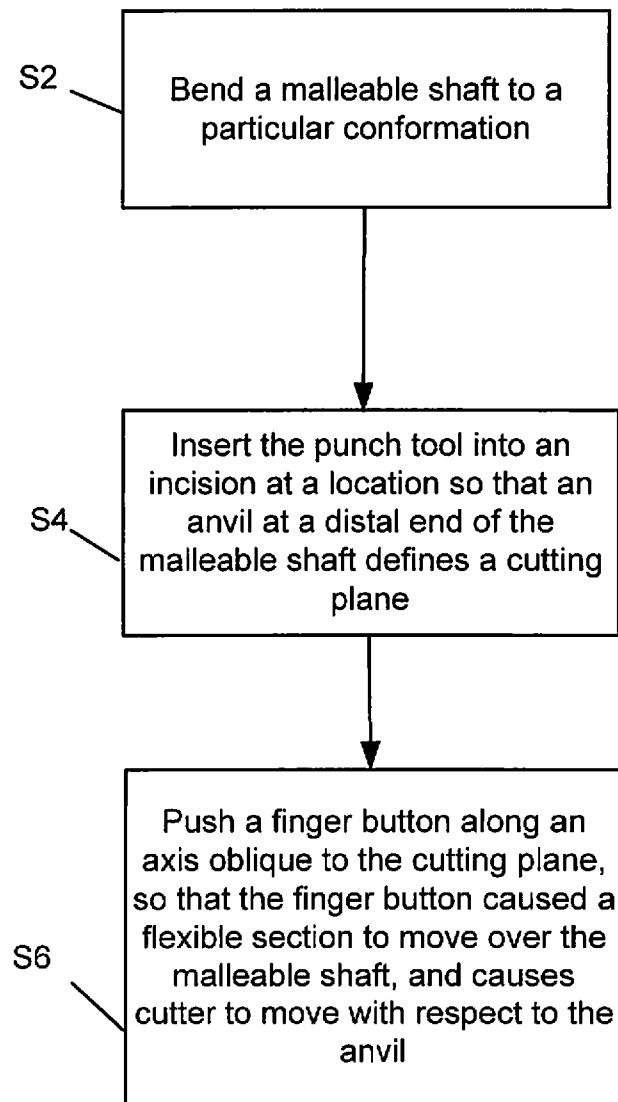 S2
Bend a malleable shaft to a
particular conformation
S4
Insert the punch tool into an
incision at a location so that an
anvil at a distal end of the
malleable shaft defines a cutting
plane
S6
Push a finger button along an
axis oblique to the cutting plane,
so that the finger button caused a
flexible section to move over the
malleable shaft, and causes
cutter to move with respect to the
anvil